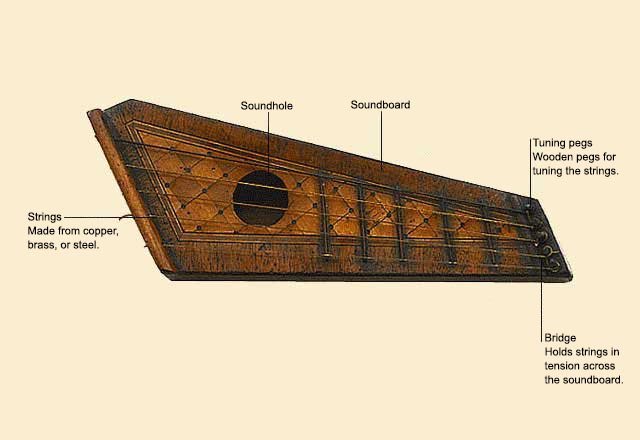 Soundhole
Soundboard
Tuning pegs
Wooden pegs for
tuning the strings.
Strings
Made from copper,
brass, or steel.
Bridge
Holds strings in
tension across
the soundboard.